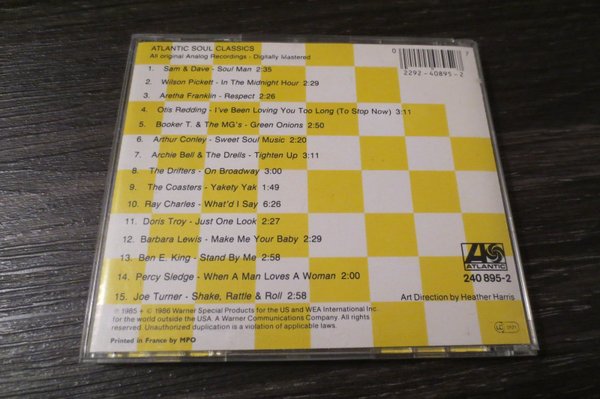 ATLANTIC SOUL CLASSICS
All original Analog Recordings - Digitally Mastered
0 7
2292-40895-2
1. Sam & Dave - Soul Man 2:35
2. Wilson Pickett - In The Midnight Hour 2:29
3. Aretha Franklin - Respect 2:26
4. Otis Redding - I've Been Loving You Too Long (To Stop Now) 3:11
5. Booker T. & The MG's - Green Onions 2:50
6. Arthur Conley - Sweet Soul Music 2:20
7. Archie Bell & The Drells - Tighten Up 3:11
8. The Drifters - On Broadway 3:00
9. The Coasters - Yakety Yak 1:49
10. Ray Charles - What'd I Say 6:26
11. Doris Troy - Just One Look 2:27
12. Barbara Lewis - Make Me Your Baby 2:29
13. Ben E. King - Stand By Me 2:58
14. Percy Sledge - When A Man Loves A Woman 2:00
15. Joe Turner - Shake, Rattle & Roll 2:58
ATLANTIC
240 895-2
Art Direction by Heather Harris
℗ 1985 + © 1986 Warner Special Products for the US and WEA International Inc.
for the world outside the USA. A Warner Communications Company. All rights
reserved. Unauthorized duplication is a violation of applicable laws.
Printed in France by MPO